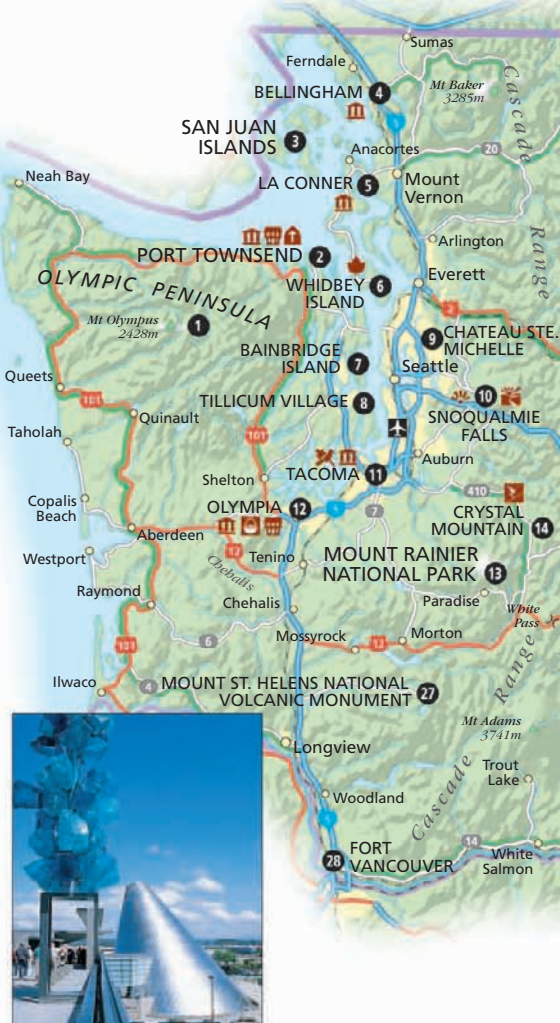 Sumas
Ferndale
Mt Baker
3285m
BELLINGHAM 4
Cascade
Range
5
SAN JUAN
ISLANDS
3
Anacortes
20
Neah Bay
LA CONNER 5
Mount
Vernon
Arlington
PORT TOWNSEND 2
Everett
WHIDBEY
ISLAND
6
OLYMPIC PENINSULA
2
Mt Olympus
2428m
1
9
CHATEAU STE.
MICHELLE
BAINBRIDGE
ISLAND
7
Seattle
Queets
101
10
TILLICUM VILLAGE 8
SNOQUALMIE
FALLS
Quinault
Taholah
101
Auburn
Shelton
TACOMA 11
410
Copalis
Beach
OLYMPIA 12
5
7
CRYSTAL
MOUNTAIN
14
Aberdeen
12
Westport
Tenino
MOUNT RAINIER
NATIONAL PARK 13
Chehalis
Raymond
Paradise
Chehalis
White
Pass
6
Mossyrock
12
Morton
101
Ilwaco
4
MOUNT ST. HELENS NATIONAL
VOLCANIC MONUMENT
27
Cascade Range
Mt Adams
3741m
Longview
Trout
Lake
Woodland
5
14
28
FORT
VANCOUVER
White
Salmon